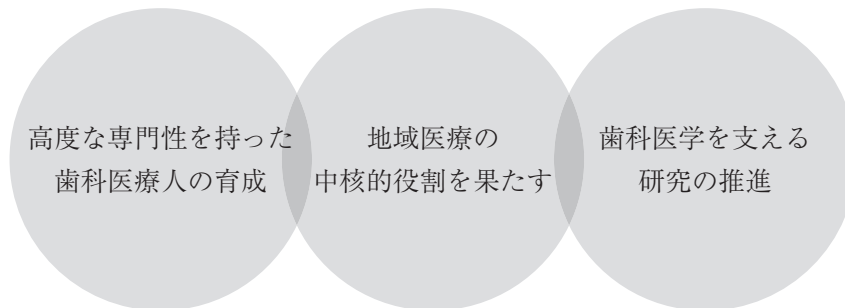 高度な専門性を持った
歯科医療人の育成
地域医療の
中核的役割を果たす
歯科医学を支える
研究の推進